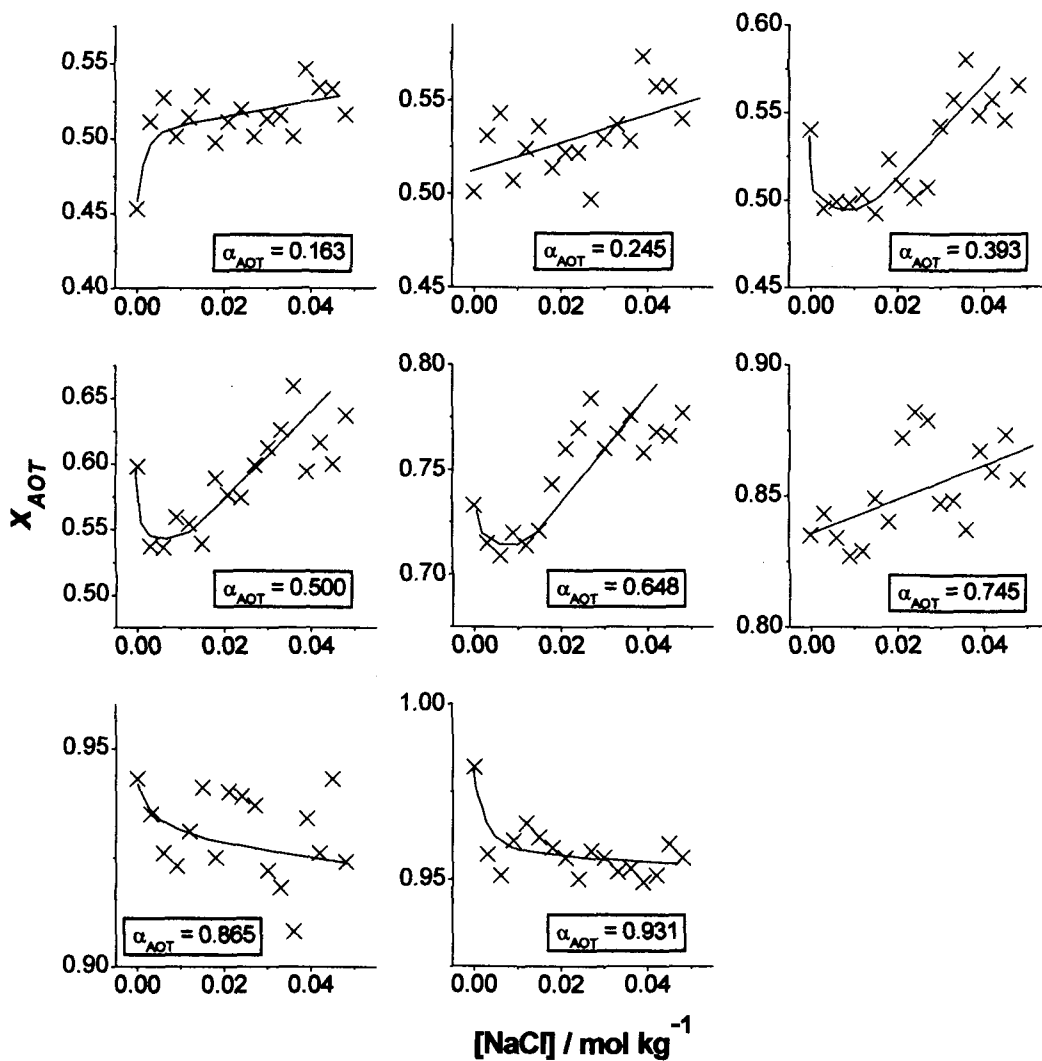 0.55
0.50
0.45
0.40
0.00 0.02 0.04
α_AOT = 0.163
0.55
0.50
0.45
0.00 0.02 0.04
α_AOT = 0.245
0.60
0.55
0.50
0.45
0.00 0.02 0.04
α_AOT = 0.393
X_AOT
0.65
0.60
0.55
0.50
0.00 0.02 0.04
α_AOT = 0.500
0.80
0.75
0.70
0.00 0.02 0.04
α_AOT = 0.648
0.90
0.85
0.80
0.00 0.02 0.04
α_AOT = 0.745
0.95
0.90
0.00 0.02 0.04
α_AOT = 0.865
1.00
0.95
0.00 0.02 0.04
α_AOT = 0.931
[NaCl] / mol kg⁻¹